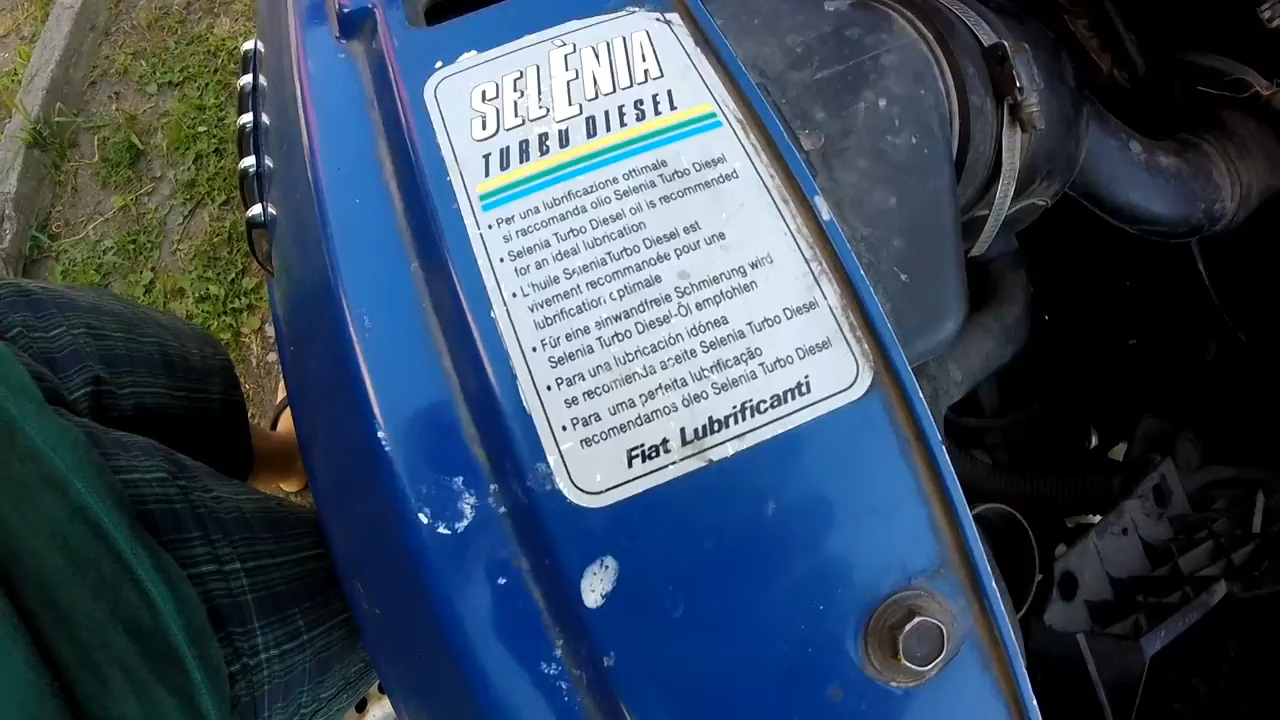 SELÈNIA
TURBO DIESEL
• Per una lubrificazione ottimale
si raccomanda olio Selenia Turbo Diesel
• Selenia Turbo Diesel oil is recommended
for an ideal lubrication
• L'huile SeleniaTurbo Diesel est
vivement recommandée pour une
lubrification optimale
• Für eine einwandfreie Schmierung wird
Selenia Turbo Diesel-Öl empfohlen
• Para una lubricación idónea
se recomienda aceite Selenia Turbo Diesel
• Para uma perfeita lubrificação
recomendamos óleo Selenia Turbo Diesel
Fiat Lubrificanti